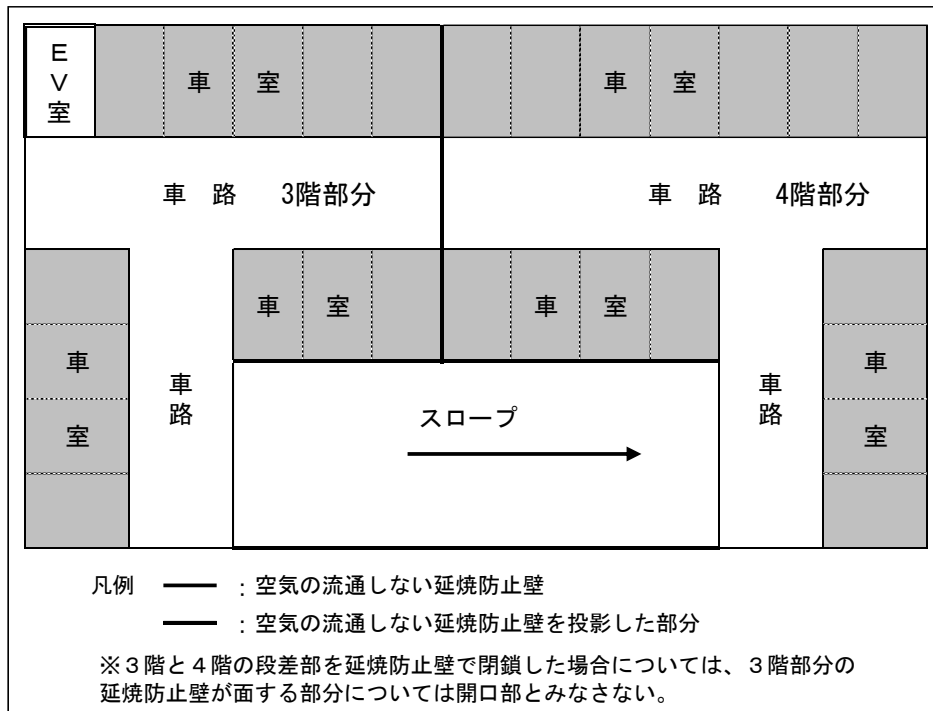 EV室
車 室
車 室
車 路 3階部分
車 路 4階部分
車 室
車 室
車 室
車路
スロープ
車路
車 室
凡例 ━━━ : 空気の流通しない延焼防止壁
━━━ : 空気の流通しない延焼防止壁を投影した部分
※3階と4階の段差部を延焼防止壁で閉鎖した場合については、3階部分の
延焼防止壁が面する部分については開口部とみなさない。